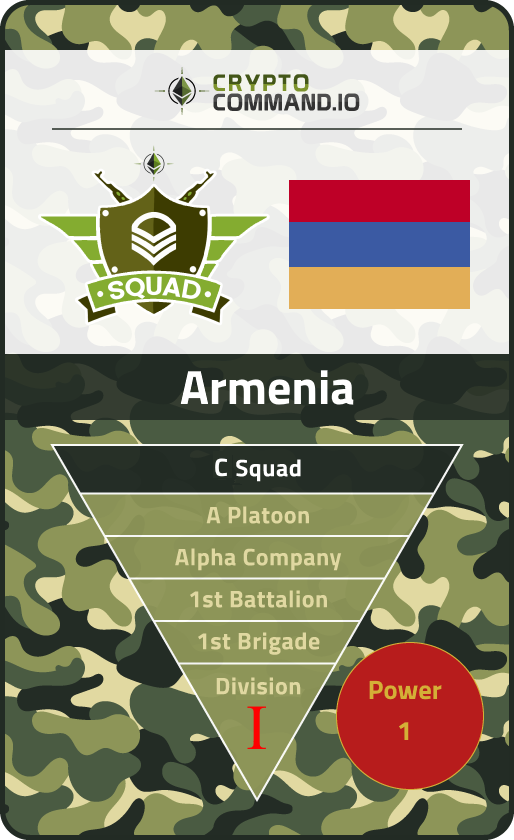 CRYPTO
COMMAND.IO
SQUAD
Armenia
C Squad
A Platoon
Alpha Company
1st Battalion
1st Brigade
Division
I
Power
1